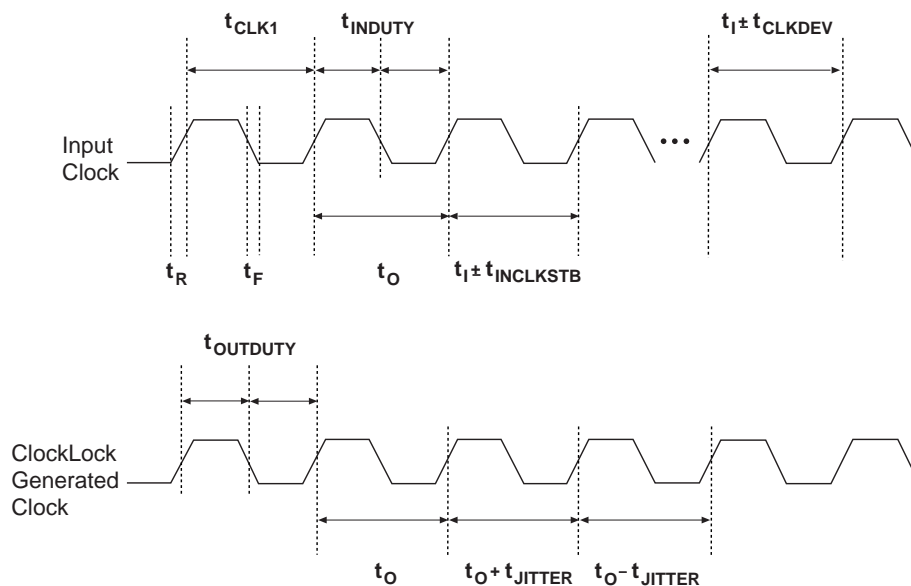 tCLK1
tINDUTY
tI ± tCLKDEV
Input
Clock
tR
tF
tO
tI ± tINCLKSTB
tOUTDUTY
ClockLock
Generated
Clock
tO
tO + tJITTER
tO − tJITTER